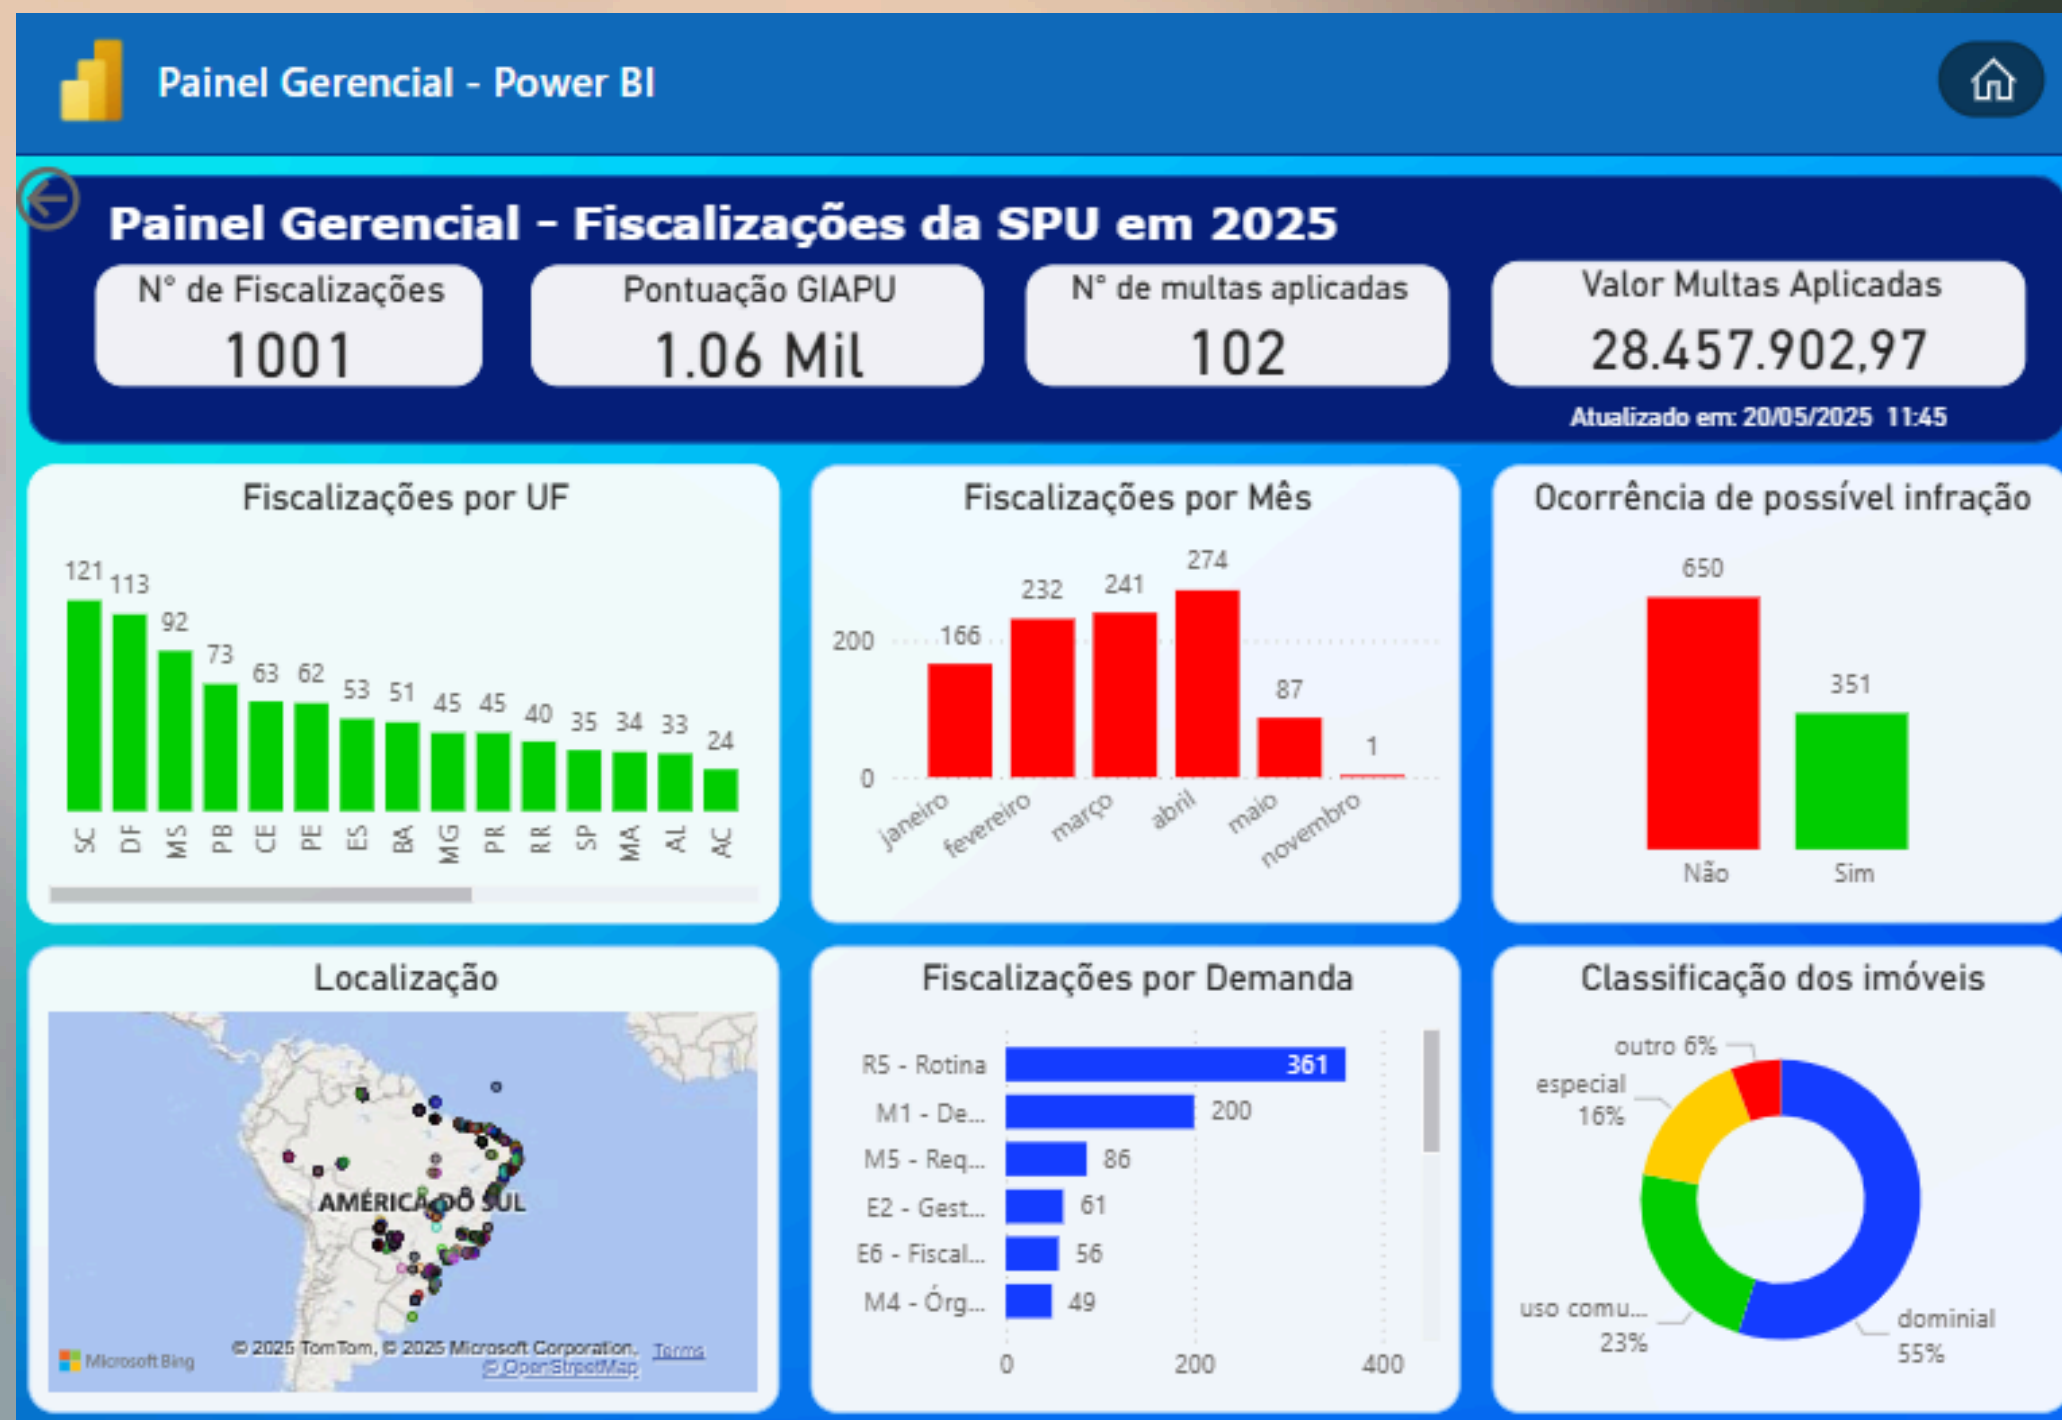 Painel Gerencial - Power BI
Painel Gerencial - Fiscalizações da SPU em 2025
N° de Fiscalizações
1001
Pontuação GIAPU
1.06 Mil
N° de multas aplicadas
102
Valor Multas Aplicadas
28.457.902,97
Atualizado em: 20/05/2025 11:45
Fiscalizações por UF
121
113
92
73
63
62
53
51
45
45
40
35
34
33
24
SC
DF
MS
PB
CE
PE
ES
BA
MG
PR
RR
SP
MA
AL
AC
Fiscalizações por Mês
200
0
166
232
241
274
87
1
janeiro
fevereiro
março
abril
maio
novembro
Ocorrência de possível infração
650
351
Não
Sim
Localização
AMÉRICA DO SUL
Microsoft Bing
© 2025 TomTom, © 2025 Microsoft Corporation, Terms
© OpenStreetMap
Fiscalizações por Demanda
R5 - Rotina
361
M1 - De...
200
M5 - Req...
86
E2 - Gest...
61
E6 - Fiscal...
56
M4 - Órg...
49
0
200
400
Classificação dos imóveis
outro 6%
especial
16%
uso comu...
23%
dominial
55%